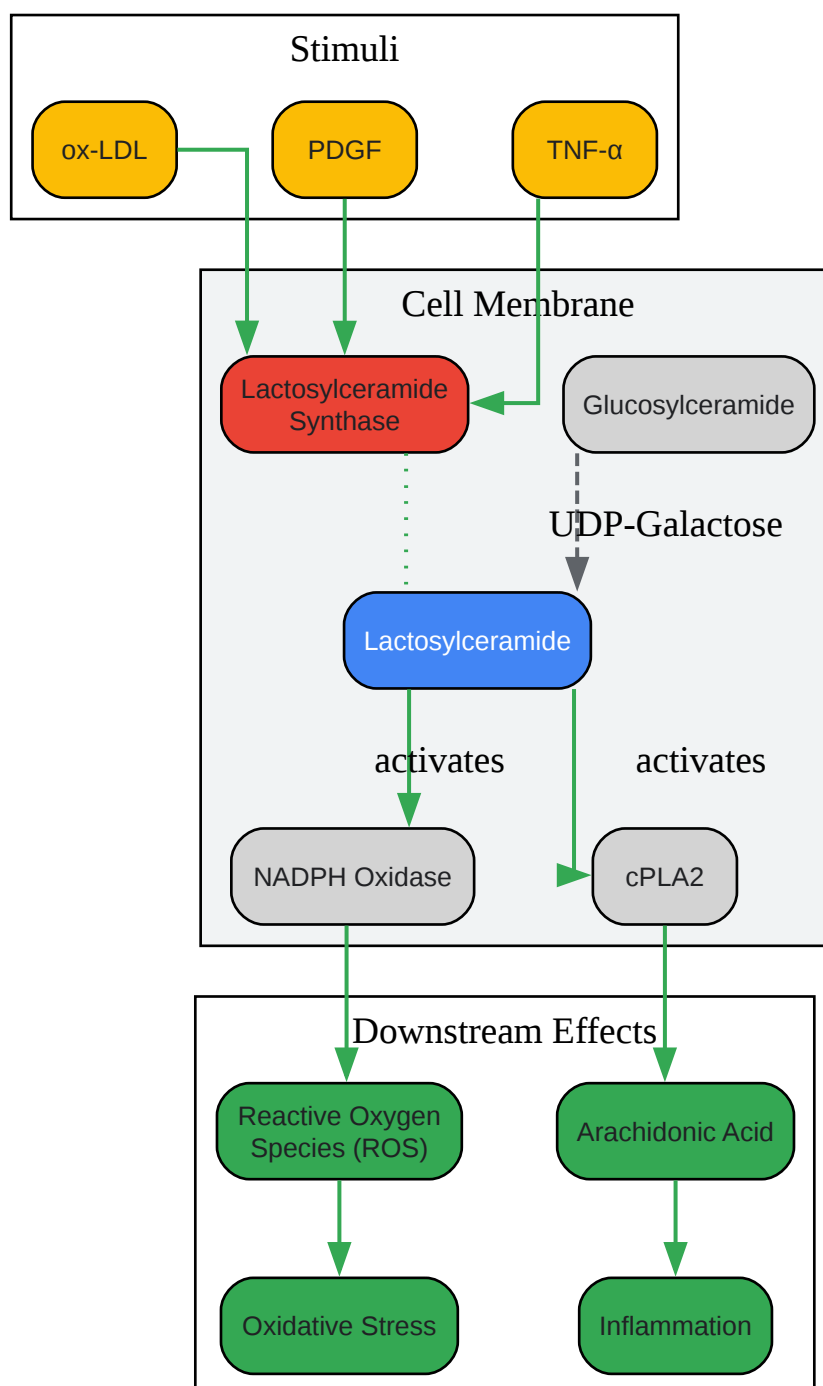 Stimuli
ox-LDL
PDGF
TNF-α
Cell Membrane
Lactosylceramide
Synthase
Glucosylceramide
UDP-Galactose
Lactosylceramide
activates
activates
NADPH Oxidase
cPLA2
Downstream Effects
Reactive Oxygen
Species (ROS)
Arachidonic Acid
Oxidative Stress
Inflammation